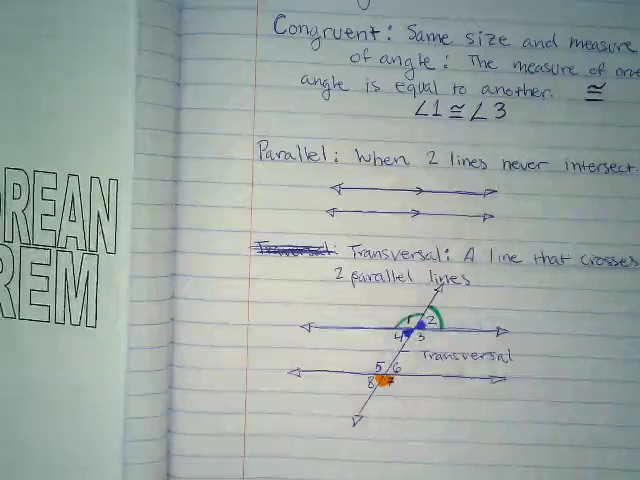 Congruent: Same size and measure
of angle: The measure of one
angle is equal to another. ≅
∠1 ≅ ∠3
Parallel: When 2 lines never intersect.
Transversal: A line that crosses
2 parallel lines
1 2
4 3
Transversal
5 6
8 7
REAN
REM